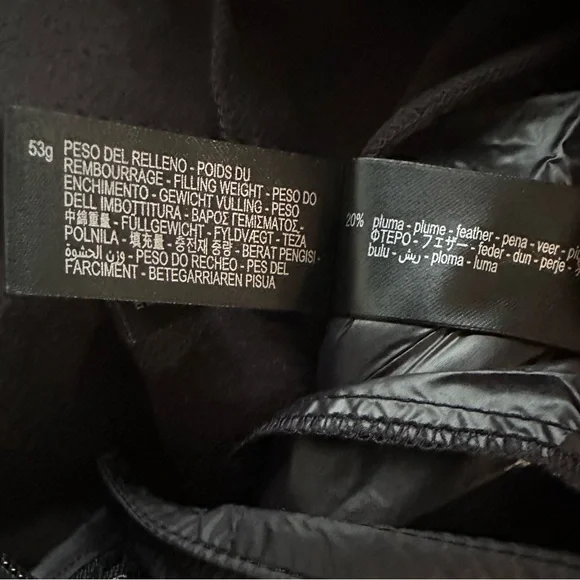 53g PESO DEL RELLENO - POIDS DU
REMBOURRAGE - FILLING WEIGHT - PESO DO
ENCHIMENTO - GEWICHT VULLING - PESO
DELL IMBOTTITURA - ΒΑΡΟΣ ΓΕΜΙΣΜΑΤΟΣ -
中綿重量 - FÜLLGEWICHT - FYLDVÆGT - TEŽA
POLNILA - 填充量 - 충전재 중량 - BERAT PENGISI
وزن الحشوة - PESO DO RECHEO - PES DEL
FARCIMENT - BETEGARRIAREN PISUA
20% pluma - plume - feather - pena - veer -
ΦΤΕΡΟ - フェザー - feder - dun - perje -
bulu - ريش - ploma - luma